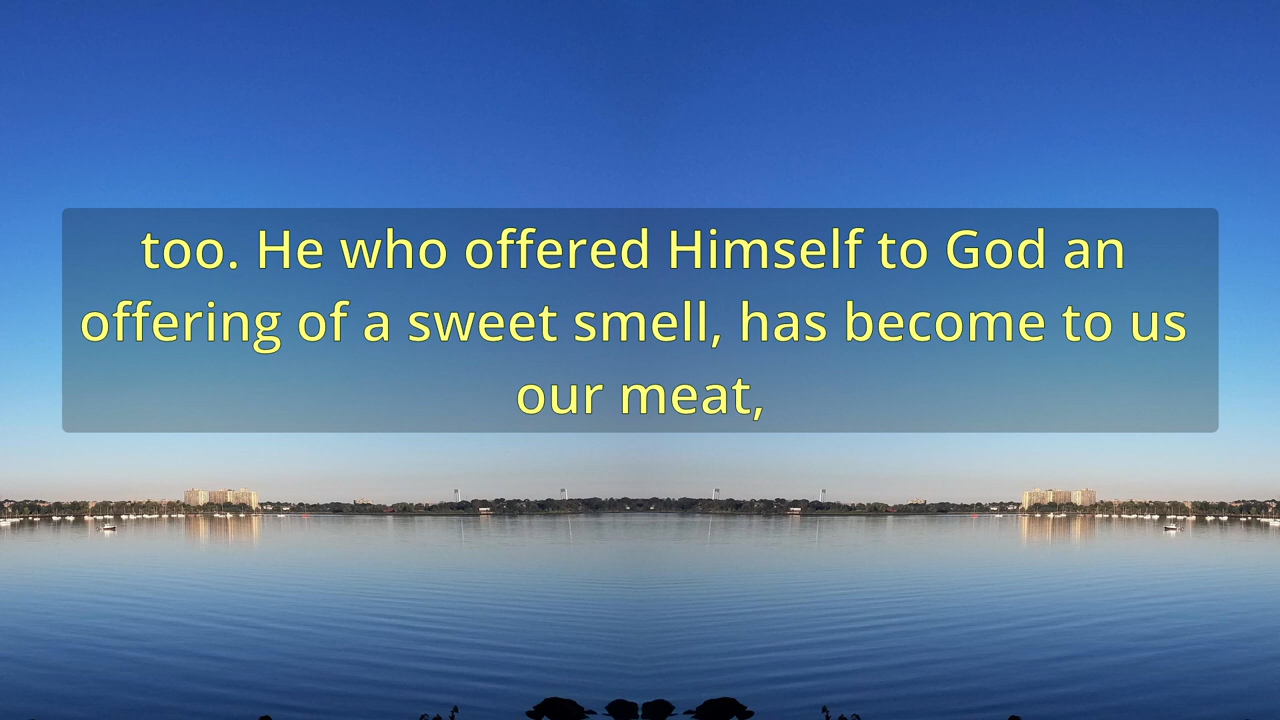 too. He who offered Himself to God an
offering of a sweet smell, has become to us
our meat,